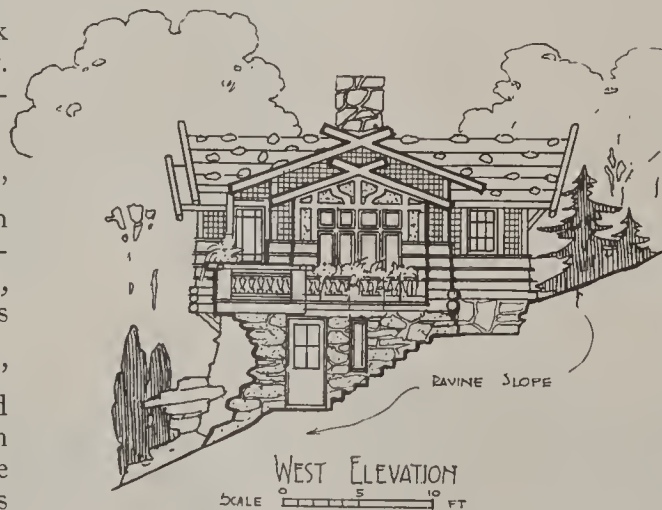 k
.
-
,
n
-
,
s
,
d
n
e
s
RAVINE SLOPE
WEST ELEVATION
SCALE 0 5 10 FT